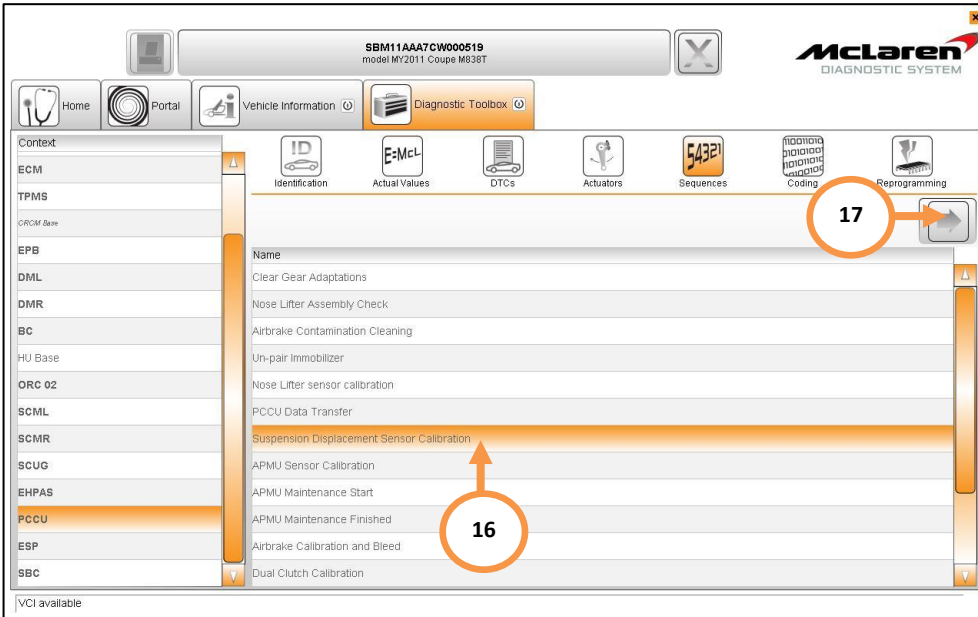 SBM11AAA7CW000519
model MY2011 Coupe M838T
McLaren
DIAGNOSTIC SYSTEM
Home
Portal
Vehicle Information
Diagnostic Toolbox
Context
ECM
TPMS
CRCM Base
EPB
DML
DMR
BC
HU Base
ORC 02
SCML
SCMR
SCUG
EHPAS
PCCU
ESP
SBC
ID
Identification
E=McL
Actual Values
DTCs
Actuators
54321
Sequences
Coding
Reprogramming
17
Name
Clear Gear Adaptations
Nose Lifter Assembly Check
Airbrake Contamination Cleaning
Un-pair Immobilizer
Nose Lifter sensor calibration
PCCU Data Transfer
Suspension Displacement Sensor Calibration
APMU Sensor Calibration
APMU Maintenance Start
APMU Maintenance Finished
16
Airbrake Calibration and Bleed
Dual Clutch Calibration
VCI available